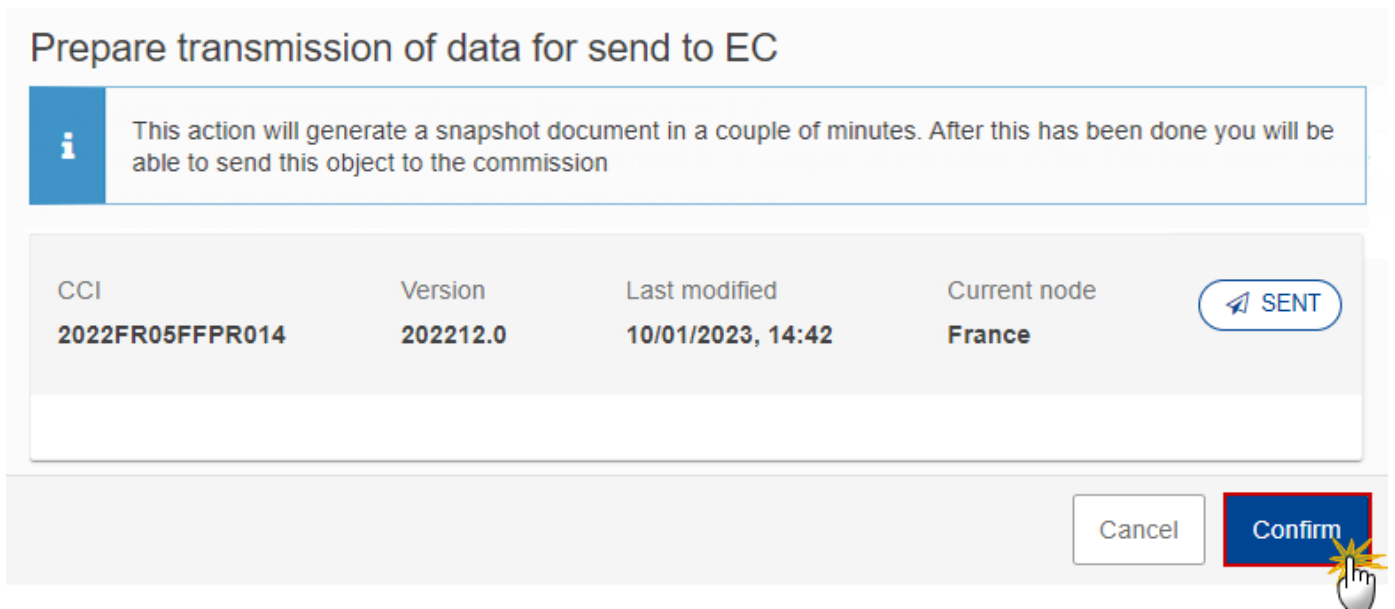 Prepare transmission of data for send to EC
This action will generate a snapshot document in a couple of minutes. After this has been done you will be
able to send this object to the commission
CCI Version Last modified Current node
SENT
2022FR05FFPR014 202212.0 10/01/2023, 14:42 France
Cancel Confirm